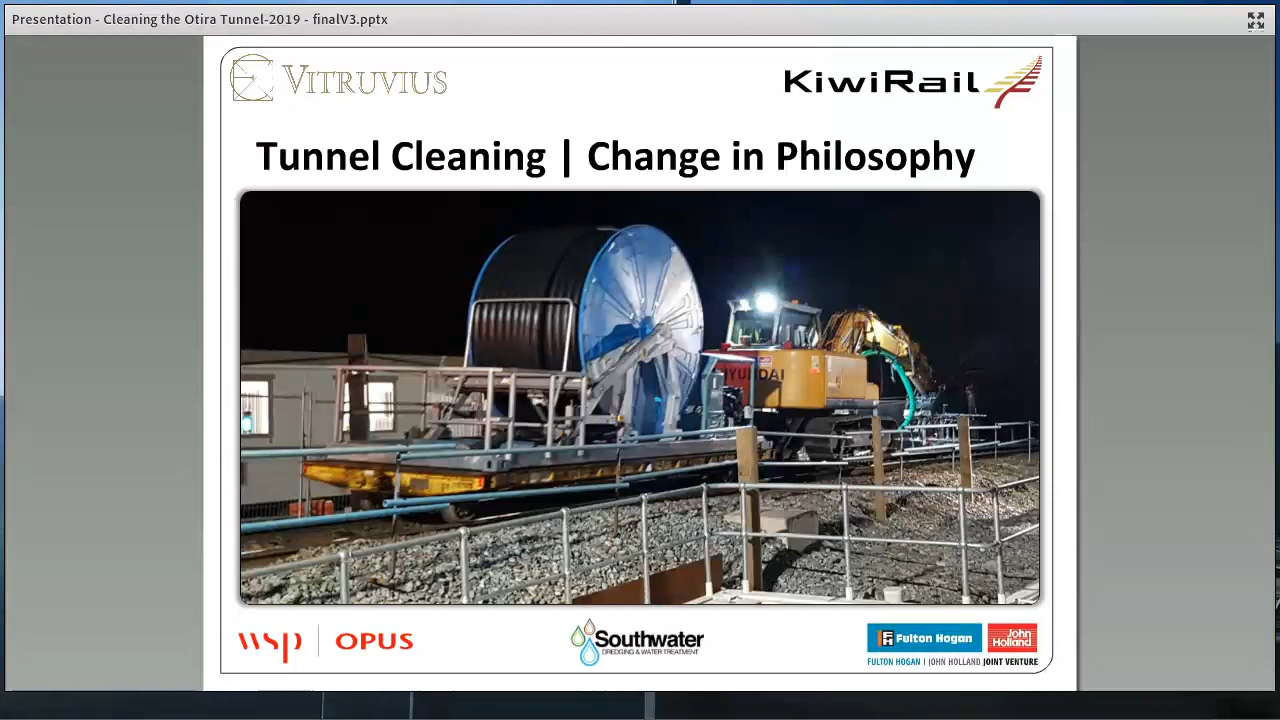 Presentation - Cleaning the Otira Tunnel-2019 - finalV3.pptx
VITRUVIUS
KiwiRail
Tunnel Cleaning | Change in Philosophy
HYUNDAI
wsp | OPUS
Southwater
DREDGING & WATER TREATMENT
Fulton Hogan
John
Holland
FULTON HOGAN | JOHN HOLLAND JOINT VENTURE